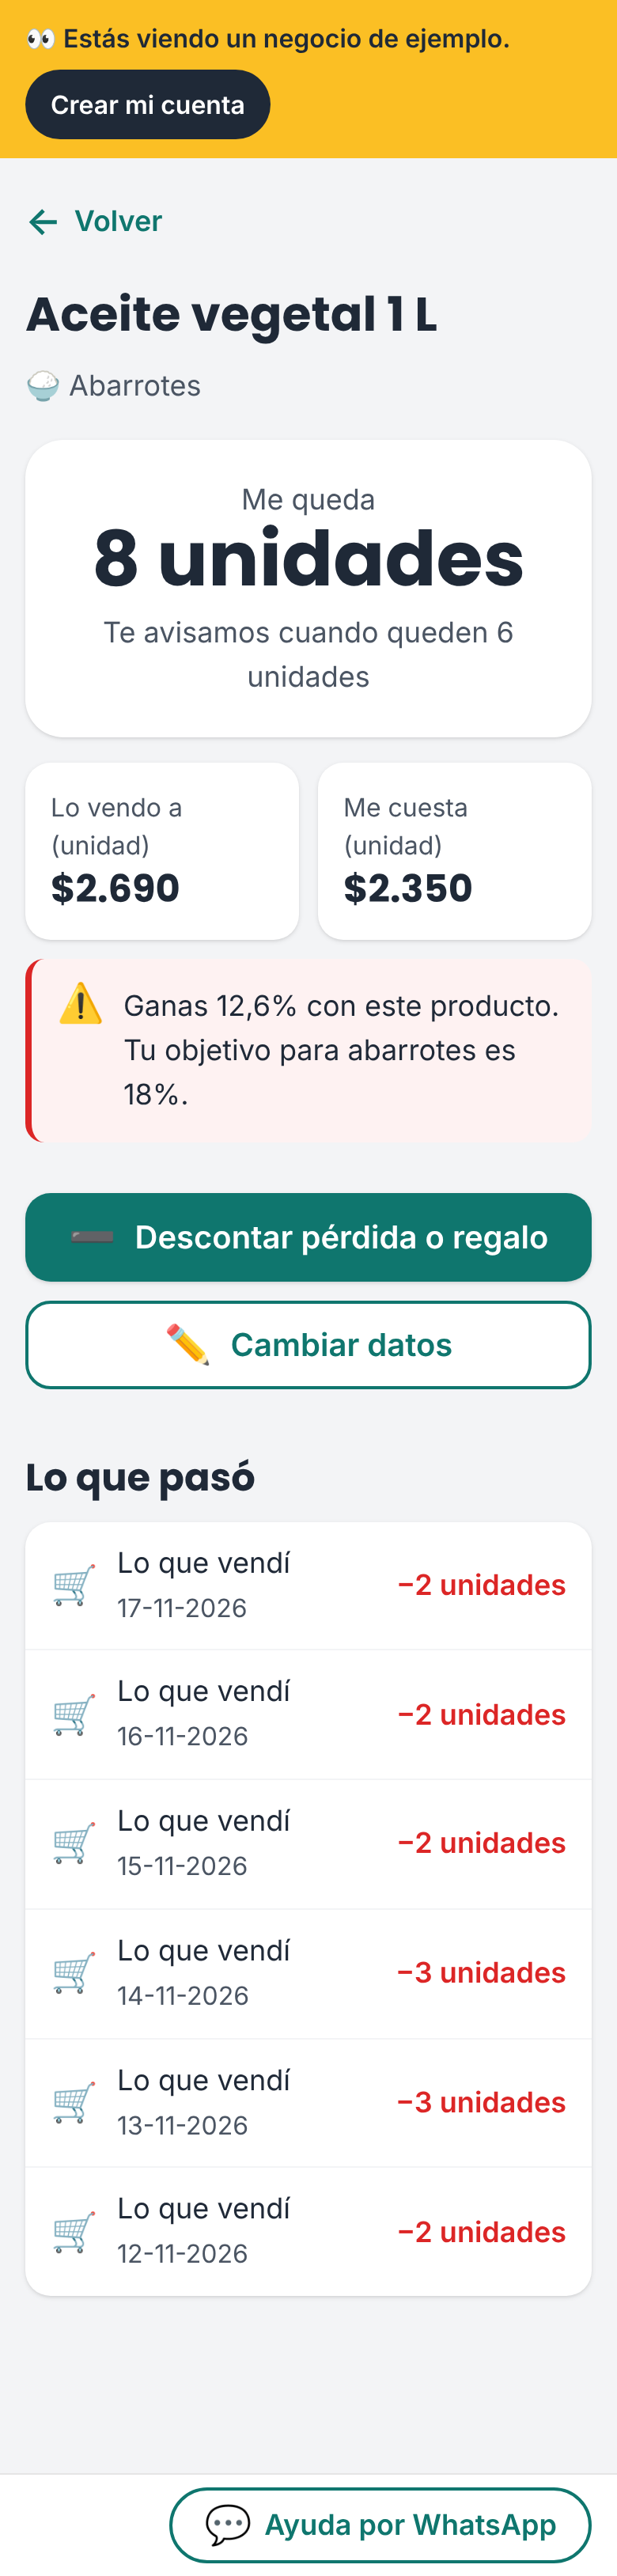 👀 Estás viendo un negocio de ejemplo.
Crear mi cuenta
← Volver
Aceite vegetal 1 L
🍚 Abarrotes
Me queda
8 unidades
Te avisamos cuando queden 6
unidades
Lo vendo a
(unidad)
$2.690
Me cuesta
(unidad)
$2.350
⚠️ Ganas 12,6% con este producto.
Tu objetivo para abarrotes es
18%.
➖ Descontar pérdida o regalo
✏️ Cambiar datos
Lo que pasó
🛒 Lo que vendí
17-11-2026
−2 unidades
🛒 Lo que vendí
16-11-2026
−2 unidades
🛒 Lo que vendí
15-11-2026
−2 unidades
🛒 Lo que vendí
14-11-2026
−3 unidades
🛒 Lo que vendí
13-11-2026
−3 unidades
🛒 Lo que vendí
12-11-2026
−2 unidades
💬 Ayuda por WhatsApp